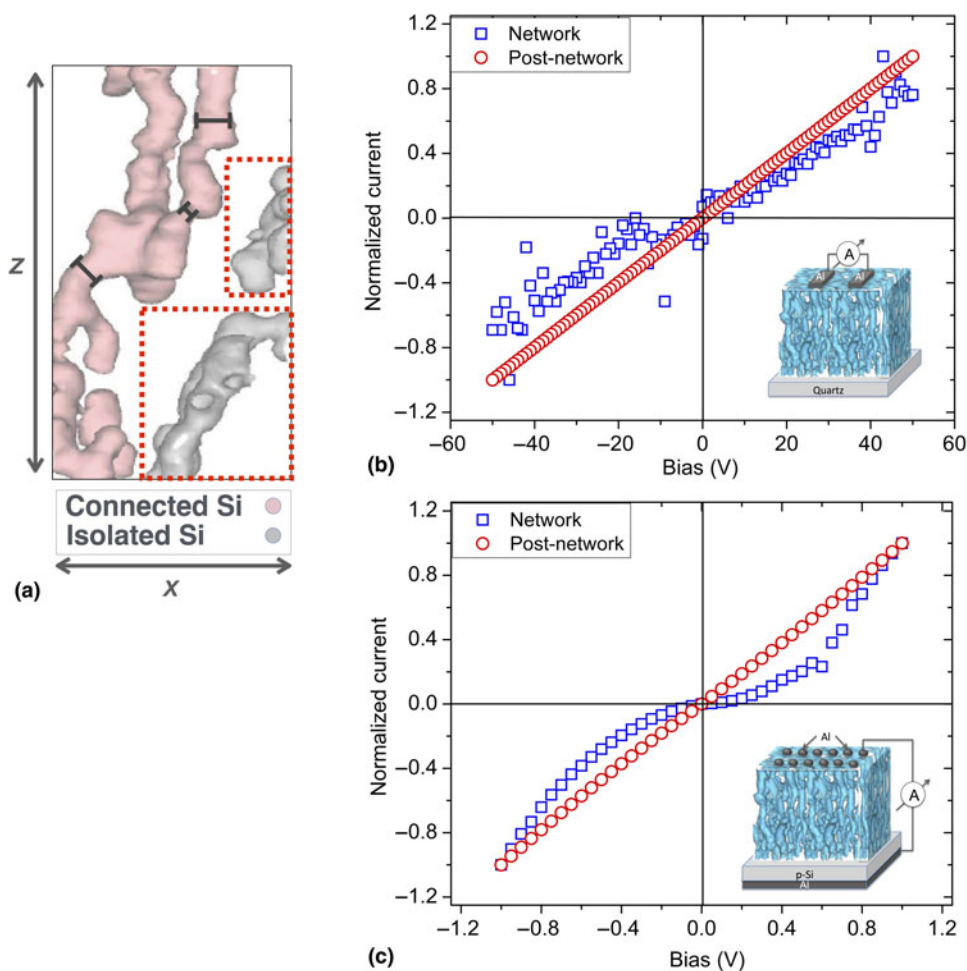 Z
Connected Si
Isolated Si
X
(a)
1.2
0.8
0.4
0.0
−0.4
−0.8
−1.2
Normalized current
Network
Post-network
A
Al
Al
Quartz
−60
−40
−20
0
20
40
60
Bias (V)
(b)
1.2
0.8
0.4
0.0
−0.4
−0.8
−1.2
Normalized current
Network
Post-network
Al
A
p-Si
Al
−1.2
−0.8
−0.4
0.0
0.4
0.8
1.2
Bias (V)
(c)